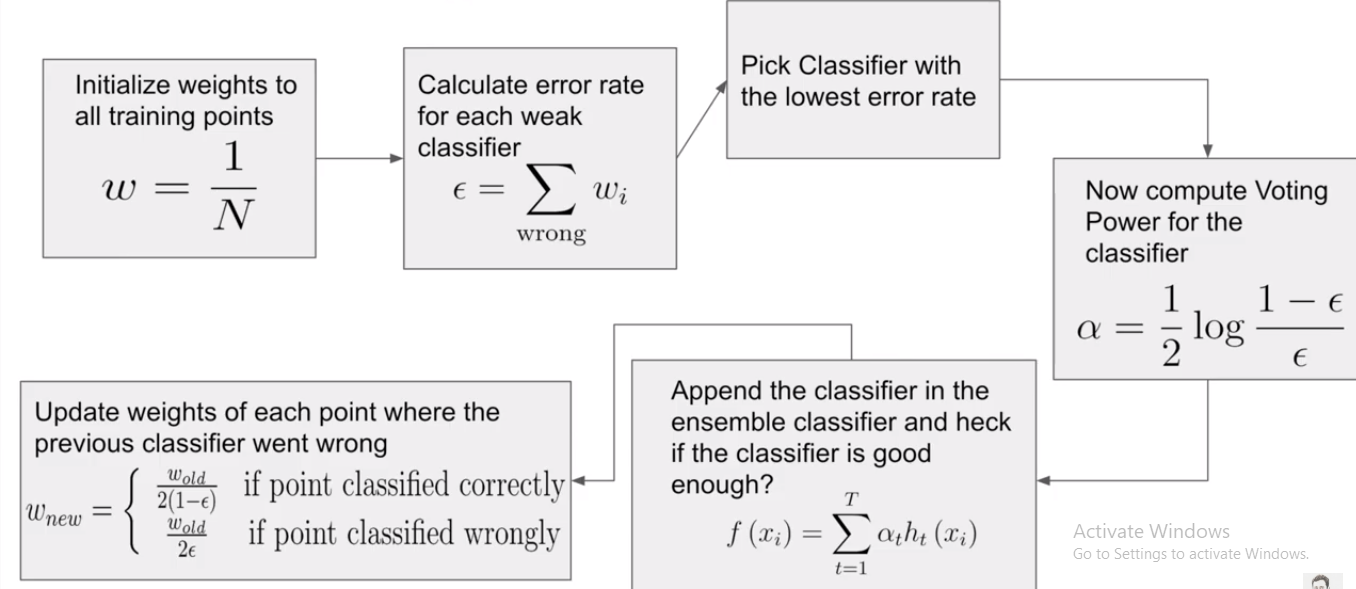 Initialize weights to
all training points
w = 1/N
Calculate error rate
for each weak
classifier
ϵ = ∑ w_i
wrong
Pick Classifier with
the lowest error rate
Now compute Voting
Power for the
classifier
α = 1/2 log (1 − ϵ)/ϵ
Append the classifier in the
ensemble classifier and heck
if the classifier is good
enough?
f (x_i) = ∑_{t=1}^{T} α_t h_t (x_i)
Update weights of each point where the
previous classifier went wrong
w_new = { w_old/2(1−ϵ) if point classified correctly
w_old/2ϵ if point classified wrongly
Activate Windows
Go to Settings to activate Windows.